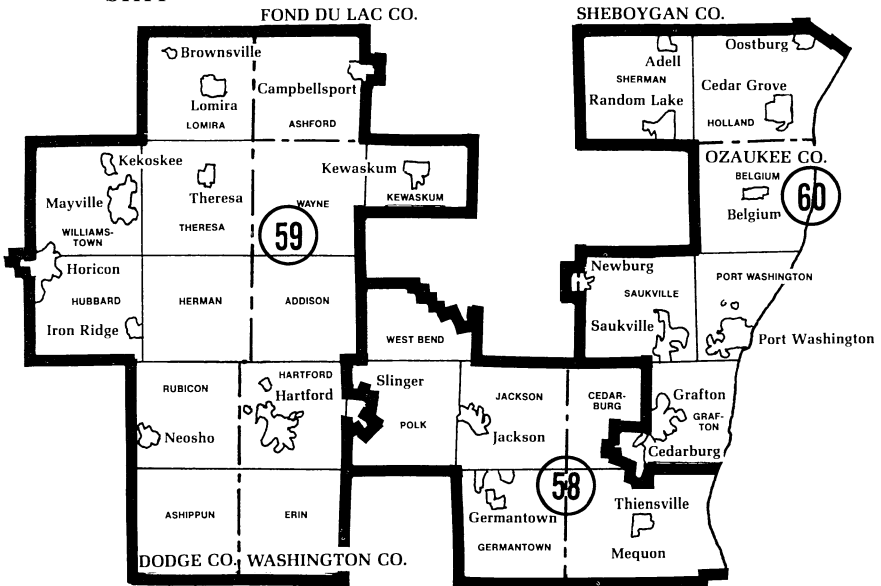 FOND DU LAC CO.
SHEBOYGAN CO.
Brownsville
Oostburg
Adell
Campbellsport
SHERMAN
Cedar Grove
Lomira
Random Lake
LOMIRA
ASHFORD
HOLLAND
Kekoskee
OZAUKEE CO.
Kewaskum
BELGIUM
Mayville
Theresa
WAYNE
KEWASKUM
60
Belgium
WILLIAMS-
TOWN
THERESA
59
Horicon
Newburg
PORT WASHINGTON
HUBBARD
HERMAN
ADDISON
SAUKVILLE
Iron Ridge
Saukville
WEST BEND
Port Washington
HARTFORD
Slinger
RUBICON
Hartford
JACKSON
CEDAR-
BURG
Grafton
GRAF-
TON
POLK
Neosho
Jackson
Cedarburg
58
Thiensville
ASHIPPUN
ERIN
Germantown
GERMANTOWN
Mequon
DODGE CO.
WASHINGTON CO.